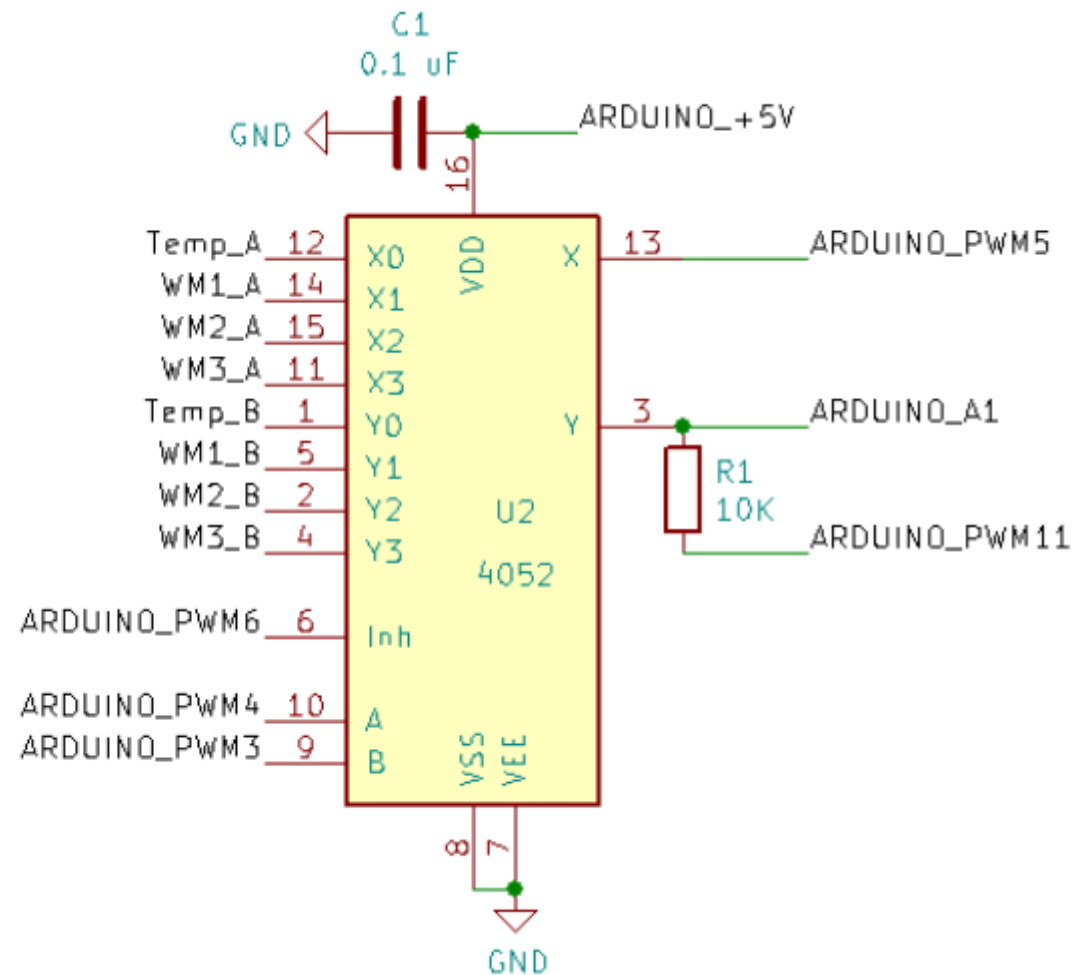 C1
0.1 uF
GND
ARDUINO_+5V
16
Temp_A 12 X0 VDD X 13 ARDUINO_PWM5
WM1_A 14 X1
WM2_A 15 X2
WM3_A 11 X3
Temp_B 1 Y0 Y 3 ARDUINO_A1
WM1_B 5 Y1
WM2_B 2 Y2
WM3_B 4 Y3
R1
10K
U2
4052
ARDUINO_PWM11
ARDUINO_PWM6 6 Inh
ARDUINO_PWM4 10 A
ARDUINO_PWM3 9 B
VSS VEE
8 7
GND